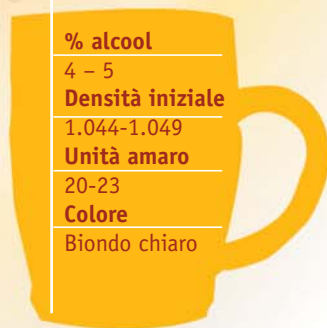 % alcool
4 – 5
Densità iniziale
1.044-1.049
Unità amaro
20-23
Colore
Biondo chiaro